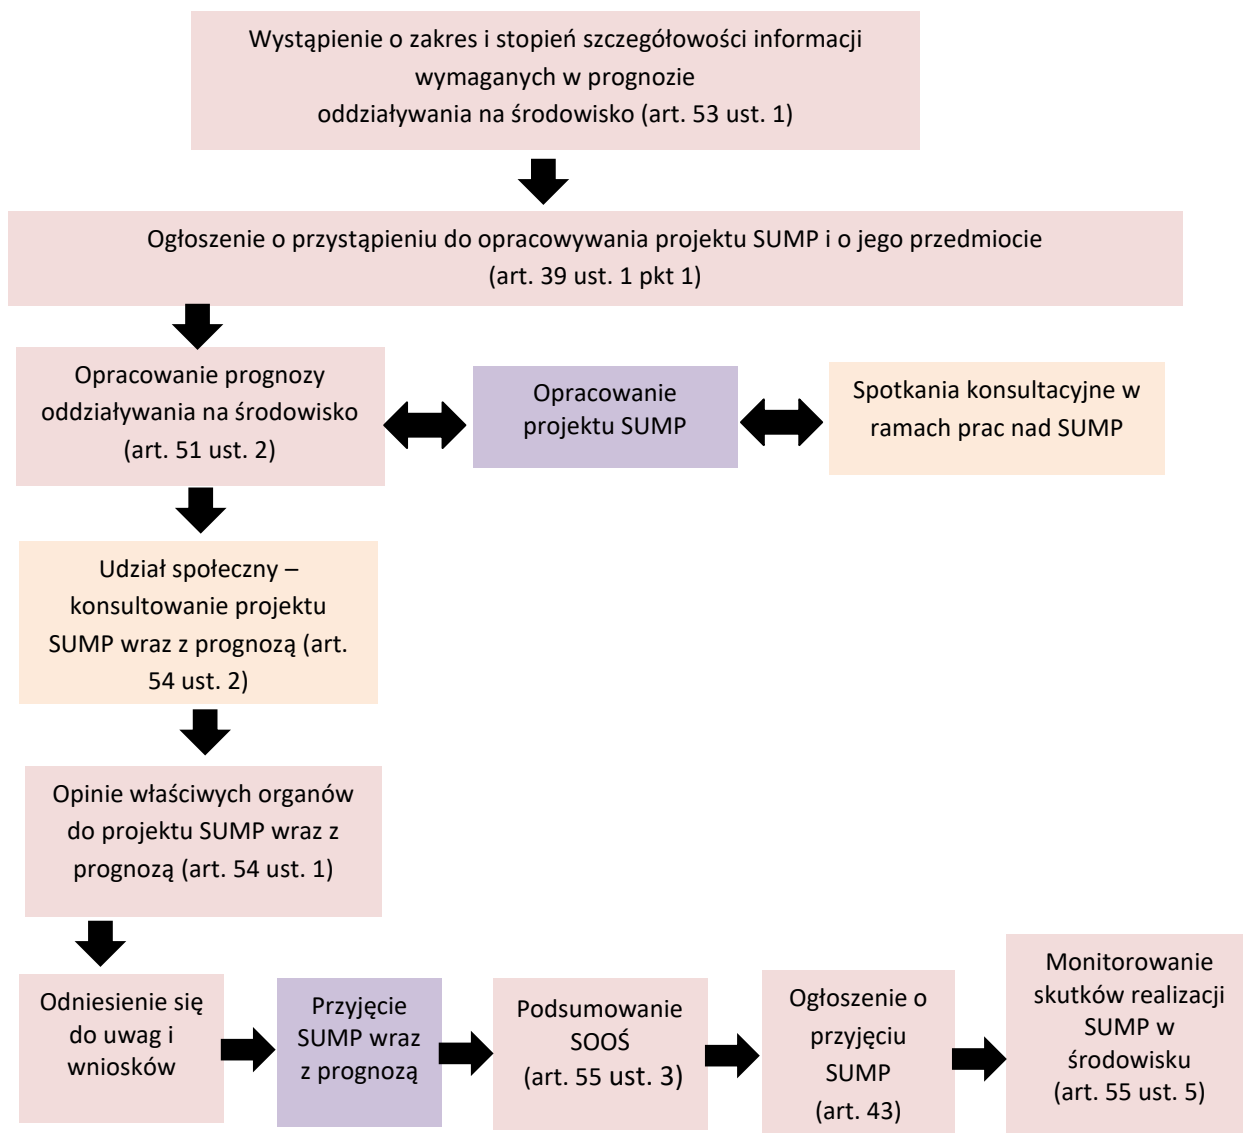 Wystąpienie o zakres i stopień szczegółowości informacji
wymaganych w prognozie
oddziaływania na środowisko (art. 53 ust. 1)
Ogłoszenie o przystąpieniu do opracowywania projektu SUMP i o jego przedmiocie
(art. 39 ust. 1 pkt 1)
Opracowanie prognozy
oddziaływania na środowisko
(art. 51 ust. 2)
Opracowanie
projektu SUMP
Spotkania konsultacyjne w
ramach prac nad SUMP
Udział społeczny –
konsultowanie projektu
SUMP wraz z prognozą (art.
54 ust. 2)
Opinie właściwych organów
do projektu SUMP wraz z
prognozą (art. 54 ust. 1)
Odniesienie się
do uwag i
wniosków
Przyjęcie
SUMP wraz
z prognozą
Podsumowanie
SOOŚ
(art. 55 ust. 3)
Ogłoszenie o
przyjęciu
SUMP
(art. 43)
Monitorowanie
skutków realizacji
SUMP w
środowisku
(art. 55 ust. 5)